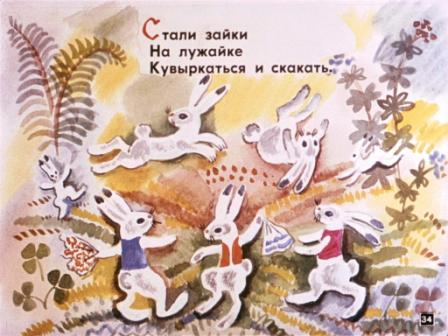 Стали зайки
На лужайке
Кувыркаться и скакать.
34